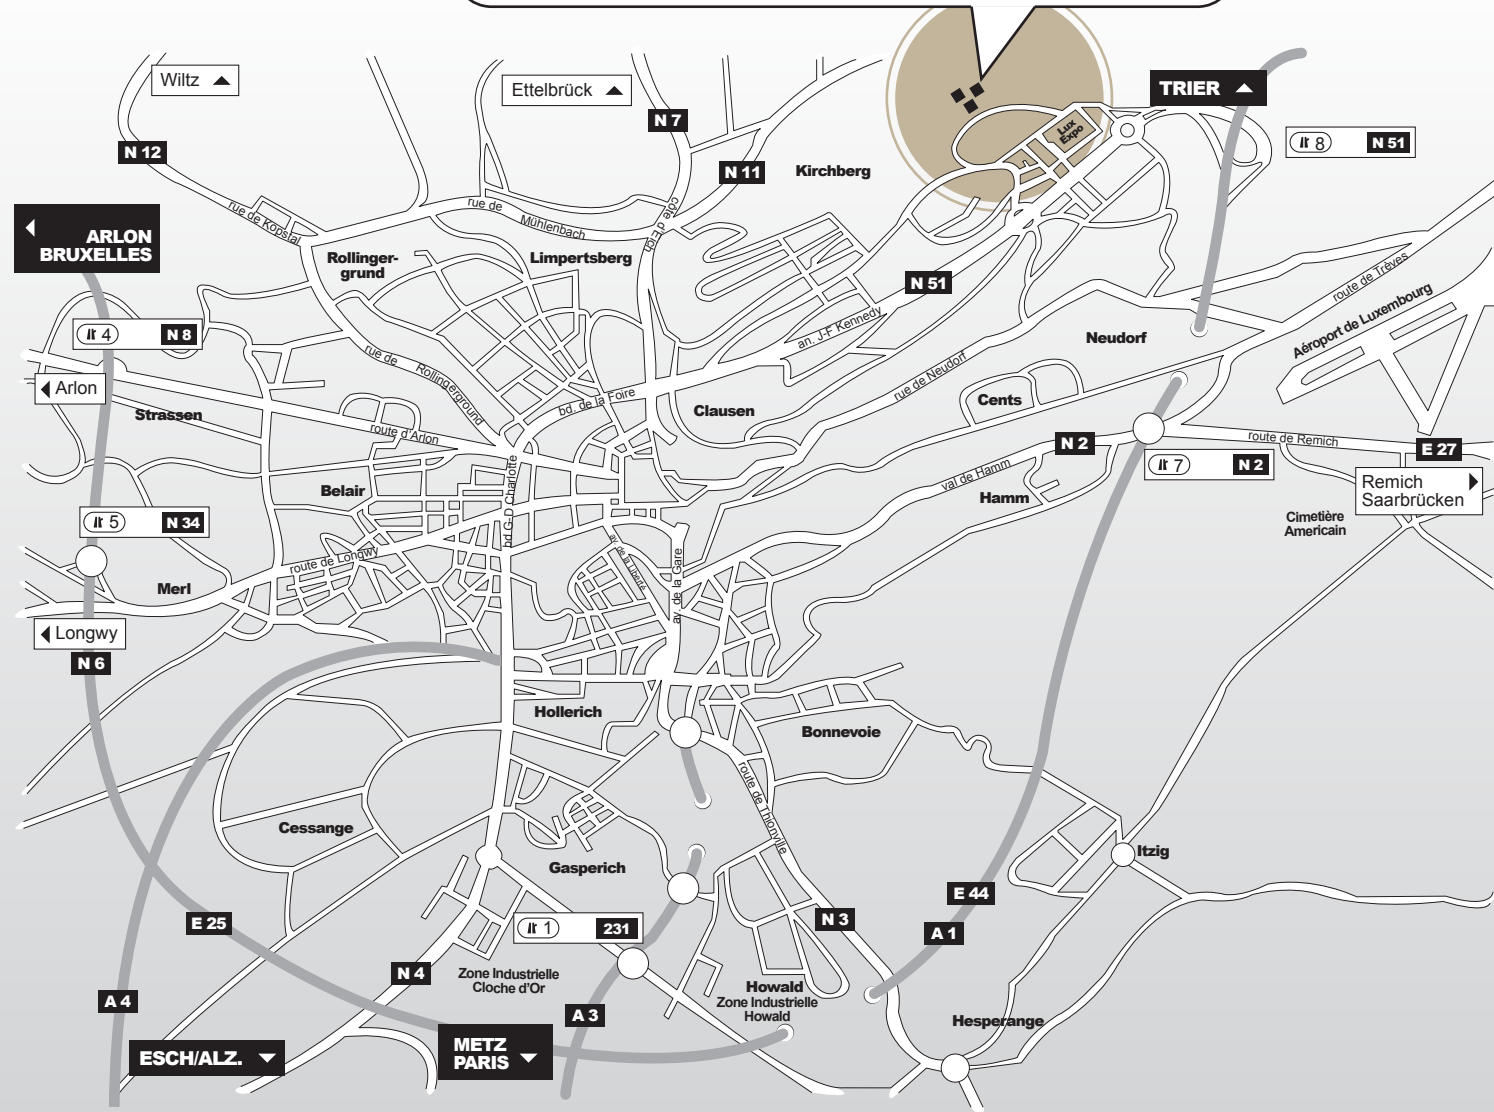 Wiltz
Ettelbrück
TRIER
N 7
Lux
Expo
8 N 51
N 12
N 11
Kirchberg
rue de Kopstal
rue de
Mühlenbach
côte d'Eich
ARLON
BRUXELLES
Rollinger-
grund
Limpertsberg
N 51
route de Trèves
Aéroport de Luxembourg
4 N 8
an. J-F Kennedy
Neudorf
rue de
Rollingerground
rue de Neudorf
Arlon
Strassen
bd. de la Foire
Clausen
Cents
route d'Arlon
N 2
route de Remich
E 27
7 N 2
bd G-D Charlotte
val de Hamm
Belair
Hamm
Remich
Saarbrücken
Cimetière
Americain
5 N 34
route de Longwy
av. de la Liberté
av. de la Gare
Merl
Longwy
N 6
Hollerich
Bonnevoie
route de Thionville
Cessange
Gasperich
Itzig
E 44
E 25
1 231
N 3
A 1
N 4
Zone Industrielle
Cloche d'Or
Howald
Zone Industrielle
Howald
A 4
A 3
Hesperange
ESCH/ALZ.
METZ
PARIS